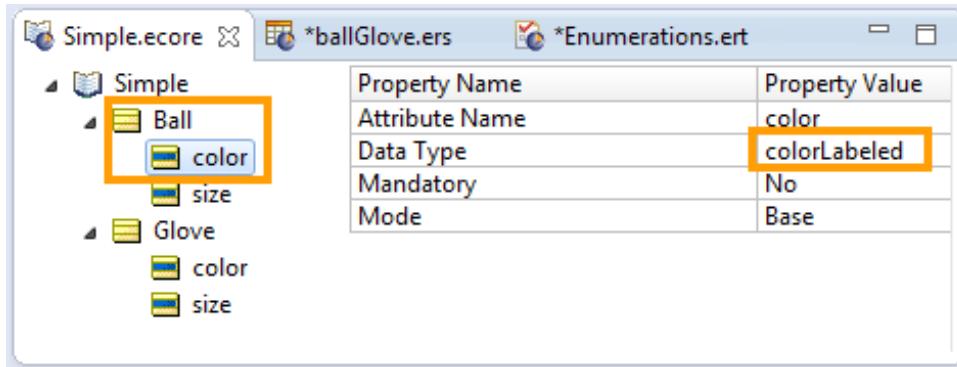 Simple.ecore *ballGlove.ers *Enumerations.ert
Simple
Ball
color
size
Glove
color
size
Property Name Property Value
Attribute Name color
Data Type colorLabeled
Mandatory No
Mode Base